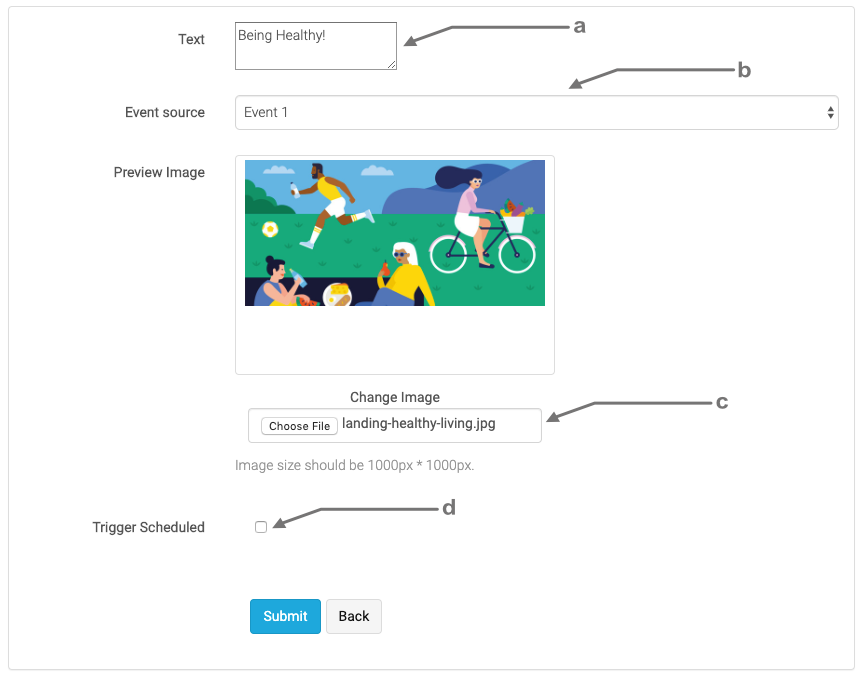 Text
Being Healthy!
a
b
Event source
Event 1
Preview Image
Change Image
Choose File landing-healthy-living.jpg
c
Image size should be 1000px * 1000px.
d
Trigger Scheduled
Submit Back